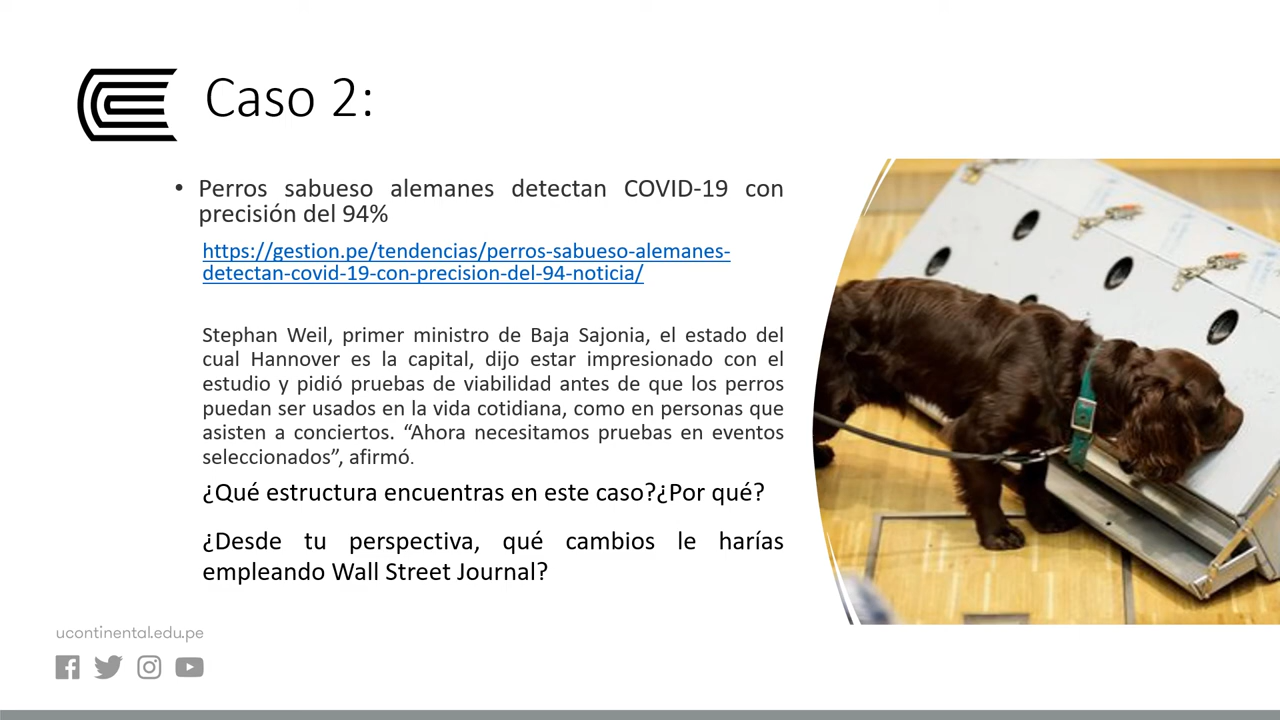 Caso 2:
• Perros sabueso alemanes detectan COVID-19 con
precisión del 94%
https://gestion.pe/tendencias/perros-sabueso-alemanes-
detectan-covid-19-con-precision-del-94-noticia/
Stephan Weil, primer ministro de Baja Sajonia, el estado del
cual Hannover es la capital, dijo estar impresionado con el
estudio y pidió pruebas de viabilidad antes de que los perros
puedan ser usados en la vida cotidiana, como en personas que
asisten a conciertos. “Ahora necesitamos pruebas en eventos
seleccionados”, afirmó.
¿Qué estructura encuentras en este caso?¿Por qué?
¿Desde tu perspectiva, qué cambios le harías
empleando Wall Street Journal?
ucontinental.edu.pe